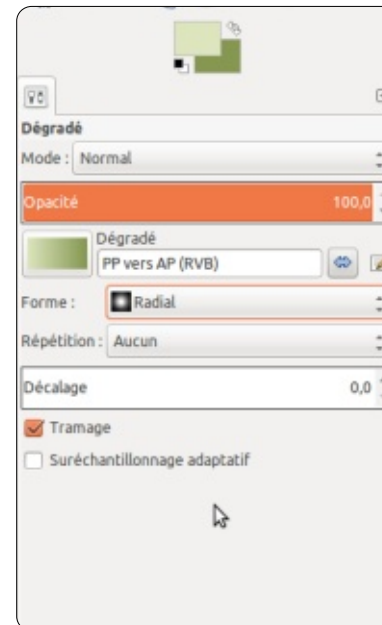 Dégradé
Mode : Normal
Opacité 100,0
Dégradé
PP vers AP (RVB)
Forme : Radial
Répétition : Aucun
Décalage 0,0
Tramage
Suréchantillonnage adaptatif